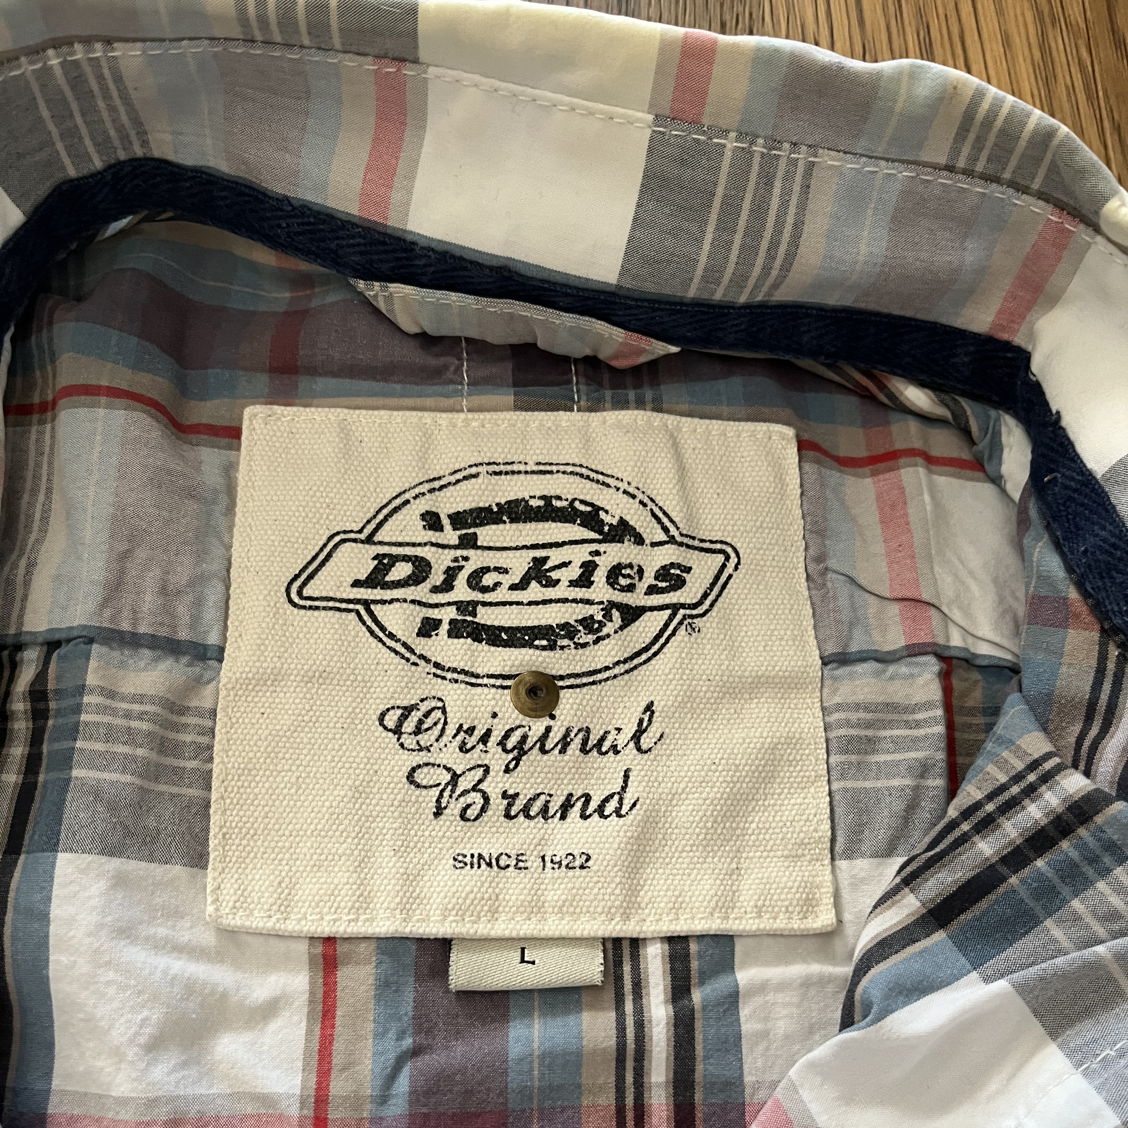 Dickies
®
Original
Brand
SINCE 1922
L